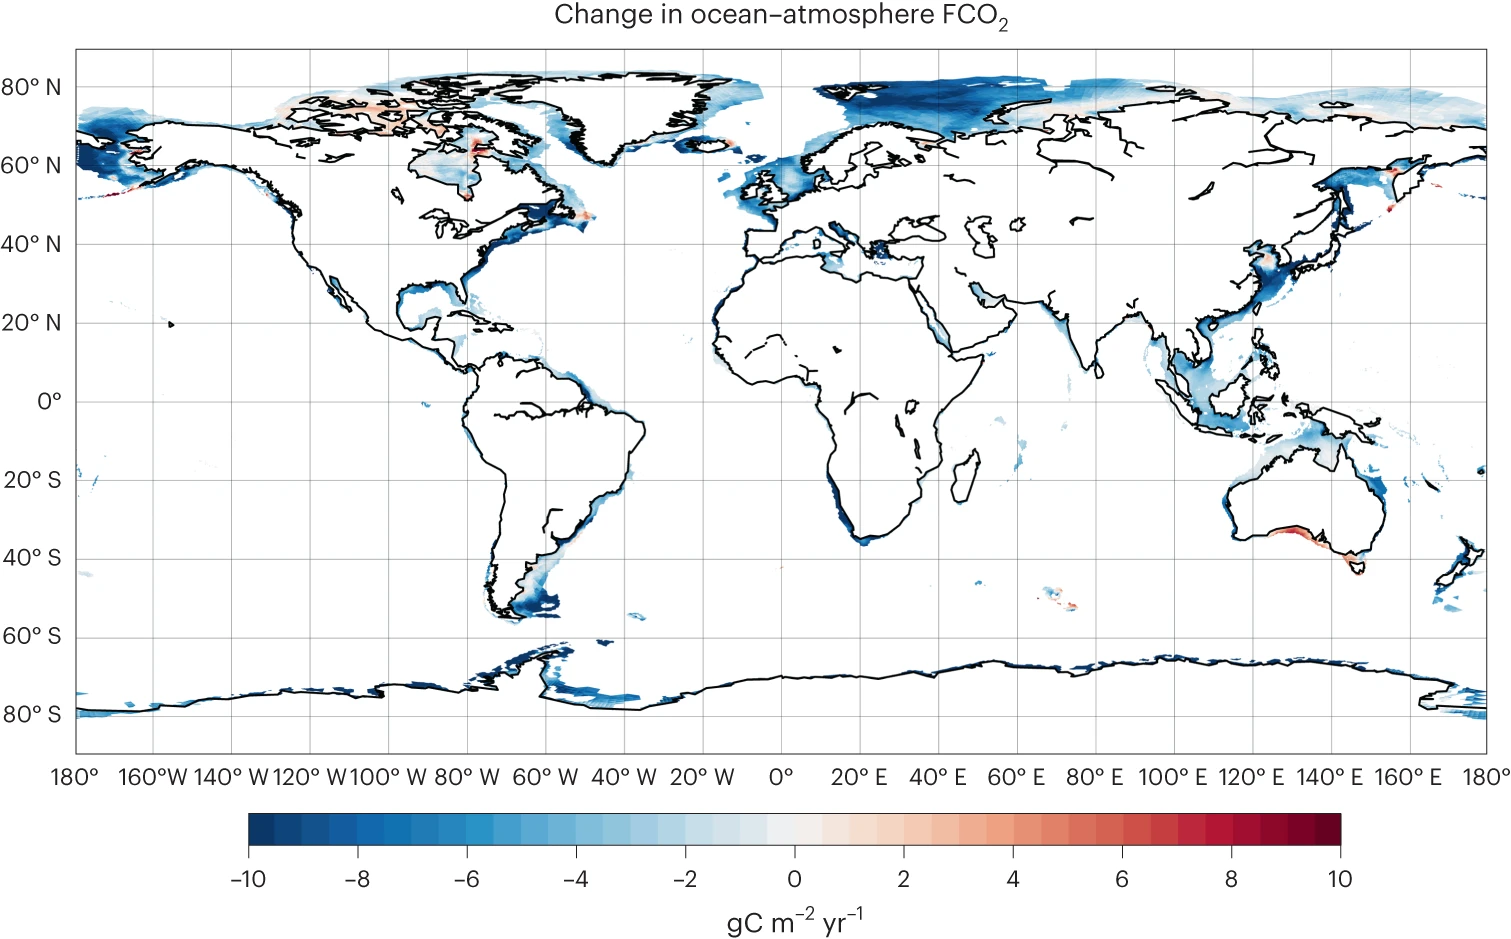 Change in ocean–atmosphere FCO₂
80° N
60° N
40° N
20° N
0°
20° S
40° S
60° S
80° S
180° 160° W 140° W 120° W 100° W 80° W 60° W 40° W 20° W 0° 20° E 40° E 60° E 80° E 100° E 120° E 140° E 160° E 180°
–10 –8 –6 –4 –2 0 2 4 6 8 10
gC m⁻² yr⁻¹